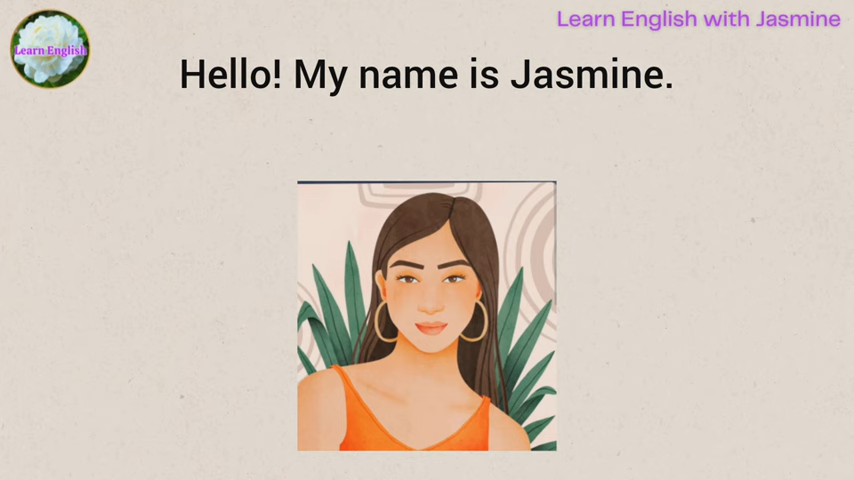 Learn English with Jasmine
Learn English
Hello! My name is Jasmine.